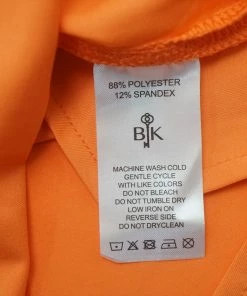 88% POLYESTER
12% SPANDEX
BK
MACHINE WASH COLD
GENTLE CYCLE
WITH LIKE COLORS
DO NOT BLEACH
DO NOT TUMBLE DRY
LOW IRON ON
REVERSE SIDE
DO NOT DRYCLEAN